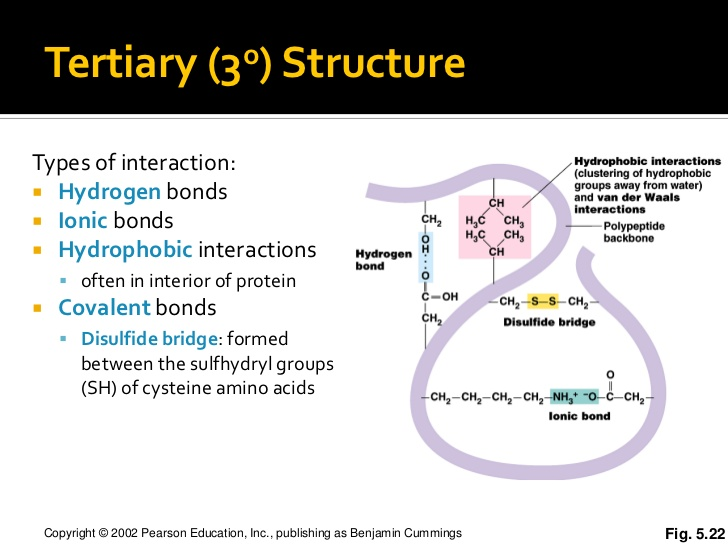 Tertiary (3º) Structure
Types of interaction:
▪ Hydrogen bonds
▪ Ionic bonds
▪ Hydrophobic interactions
▪ often in interior of protein
▪ Covalent bonds
▪ Disulfide bridge: formed
between the sulfhydryl groups
(SH) of cysteine amino acids
Hydrophobic interactions
(clustering of hydrophobic
groups away from water)
and van der Waals
interactions
Polypeptide
backbone
CH
H₃C CH₃
H₃C CH₃
CH
Hydrogen
bond
CH₂
O
H
O
C—OH
CH₂
—CH₂—S—S—CH₂—
Disulfide bridge
—CH₂—CH₂—CH₂—CH₂—NH₃⁺ ⁻O—C—CH₂—
O
Ionic bond
Copyright © 2002 Pearson Education, Inc., publishing as Benjamin Cummings
Fig. 5.22